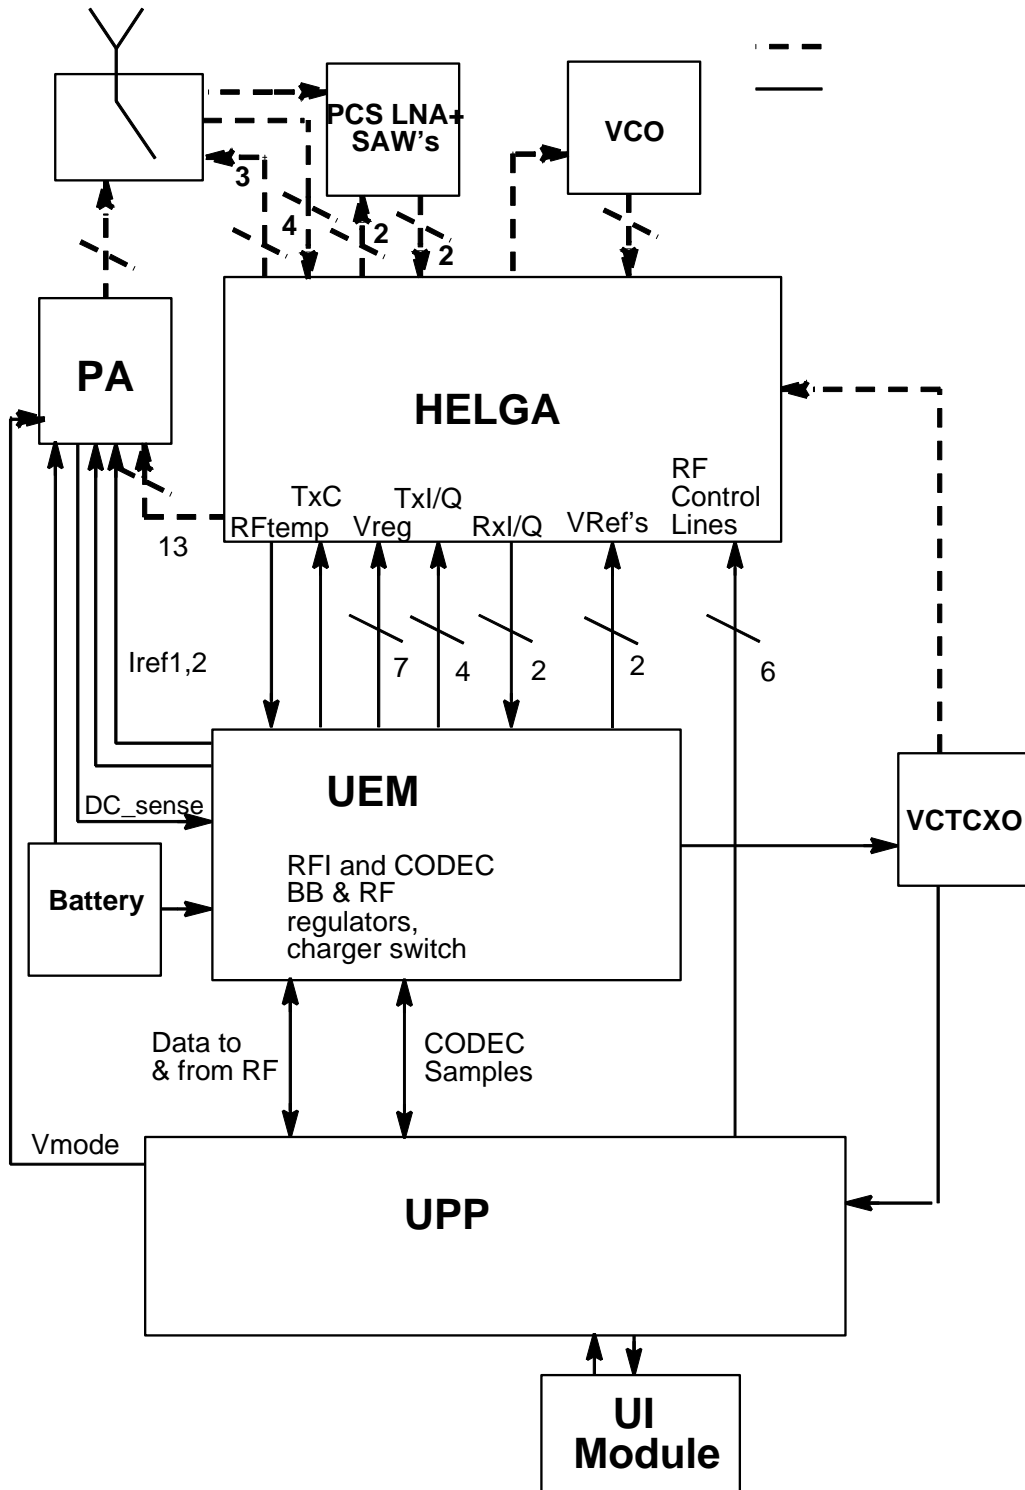 PCS LNA+
SAW's
VCO
3
4
2
2
PA
HELGA
RF
Control
Lines
TxC
TxI/Q
RFtemp
Vreg
RxI/Q
VRef's
13
Iref1,2
7
4
2
2
6
UEM
DC_sense
VCTCXO
RFI and CODEC
BB & RF
regulators,
charger switch
Battery
Data to
& from RF
CODEC
Samples
Vmode
UPP
UI
Module